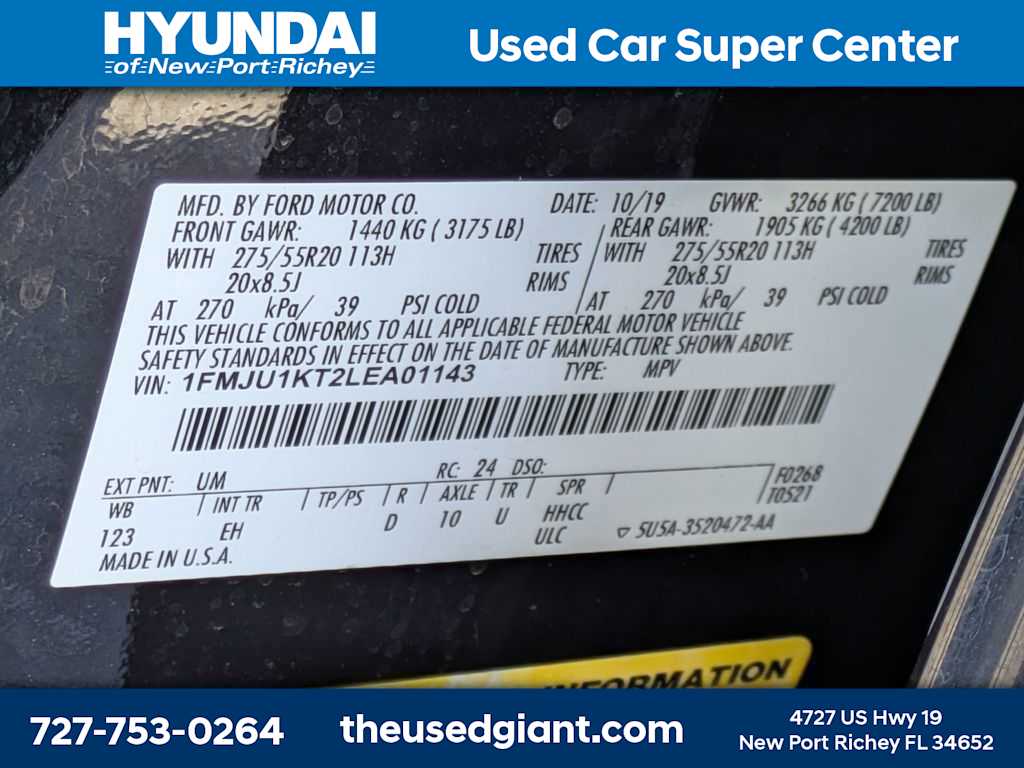 HYUNDAI
of New Port Richey
Used Car Super Center
MFD. BY FORD MOTOR CO. DATE: 10/19 GVWR: 3266 KG ( 7200 LB)
FRONT GAWR: 1440 KG ( 3175 LB) REAR GAWR: 1905 KG ( 4200 LB)
WITH 275/55R20 113H TIRES WITH 275/55R20 113H TIRES
20x8.5J RIMS 20x8.5J RIMS
AT 270 kPa/ 39 PSI COLD AT 270 kPa/ 39 PSI COLD
THIS VEHICLE CONFORMS TO ALL APPLICABLE FEDERAL MOTOR VEHICLE
SAFETY STANDARDS IN EFFECT ON THE DATE OF MANUFACTURE SHOWN ABOVE.
VIN: 1FMJU1KT2LEA01143 TYPE: MPV
EXT PNT: UM RC: 24 DSO: F0268
WB INT TR TP/PS R AXLE TR SPR T0521
123 EH D 10 U HHCC
ULC 5U5A-3520472-AA
MADE IN U.S.A.
INFORMATION
727-753-0264
theusedgiant.com
4727 US Hwy 19
New Port Richey FL 34652